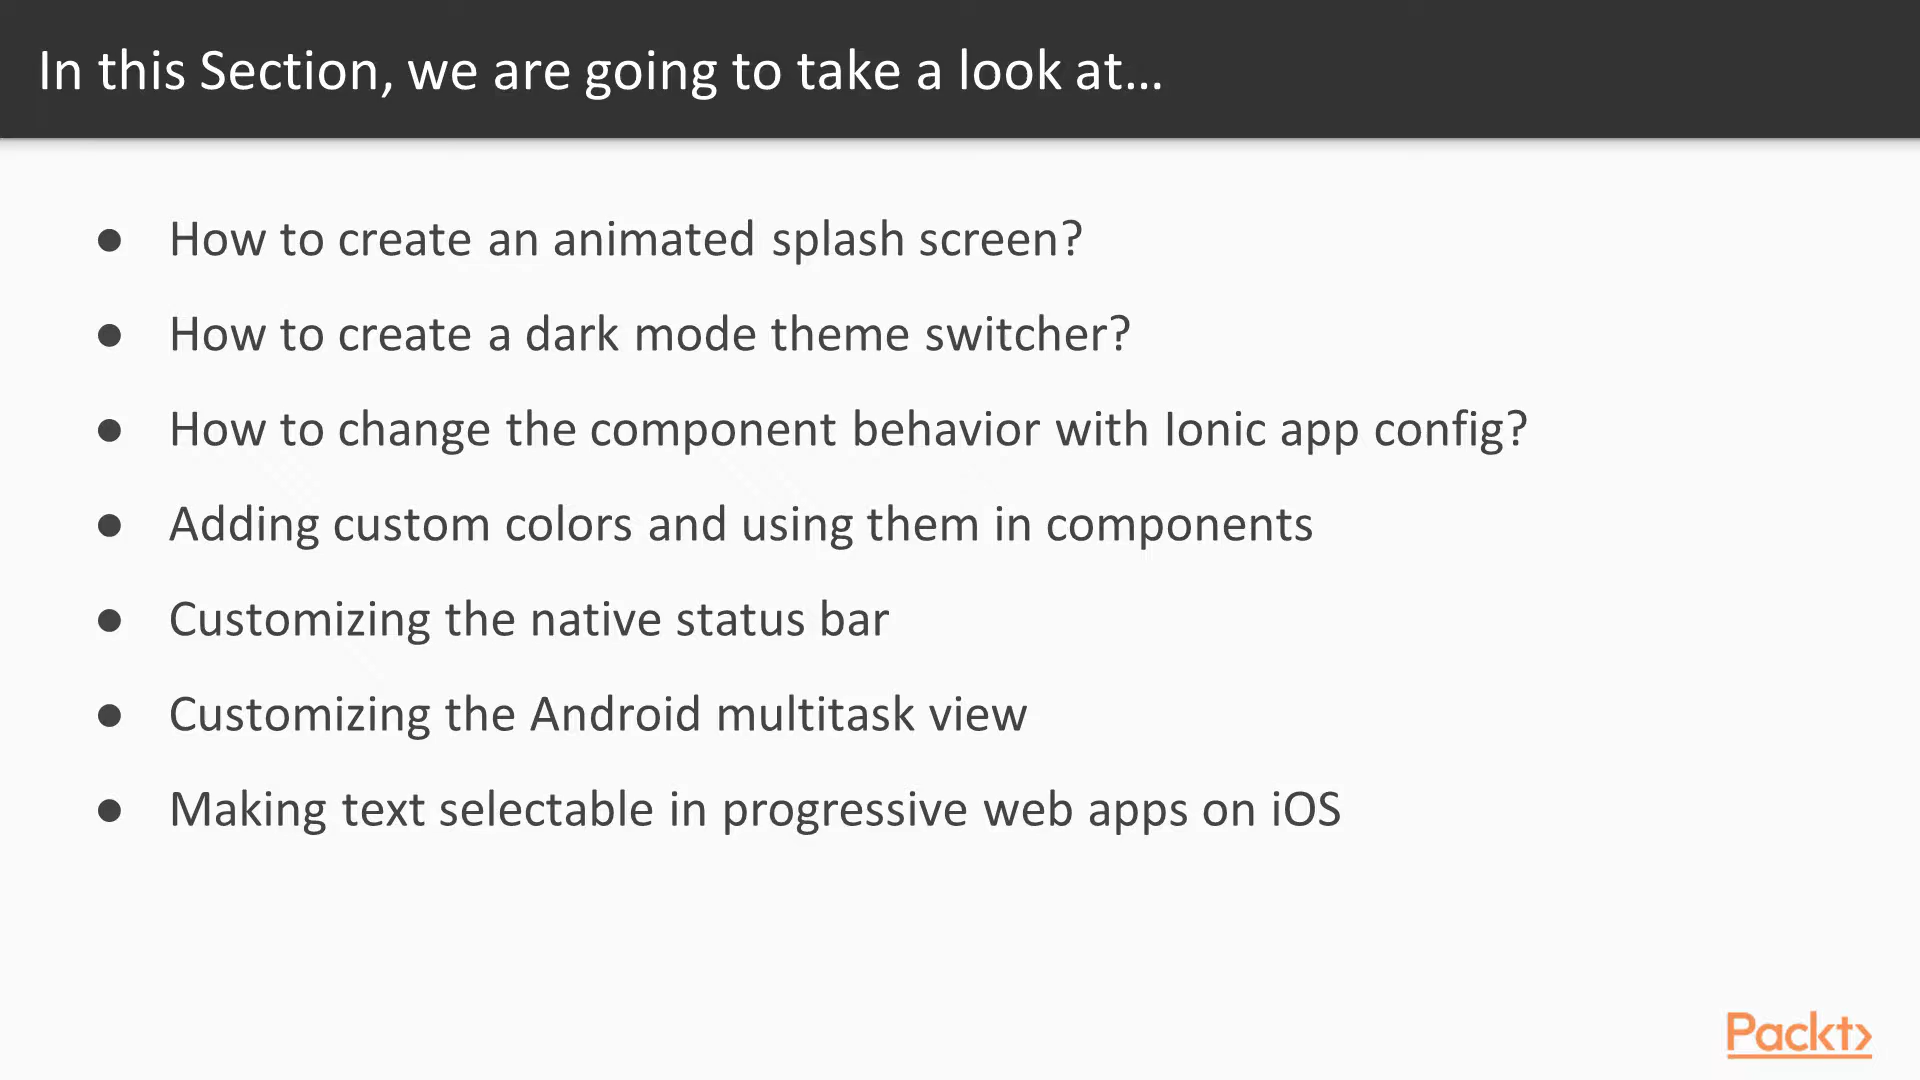 In this Section, we are going to take a look at...
● How to create an animated splash screen?
● How to create a dark mode theme switcher?
● How to change the component behavior with Ionic app config?
● Adding custom colors and using them in components
● Customizing the native status bar
● Customizing the Android multitask view
● Making text selectable in progressive web apps on iOS
Packt>